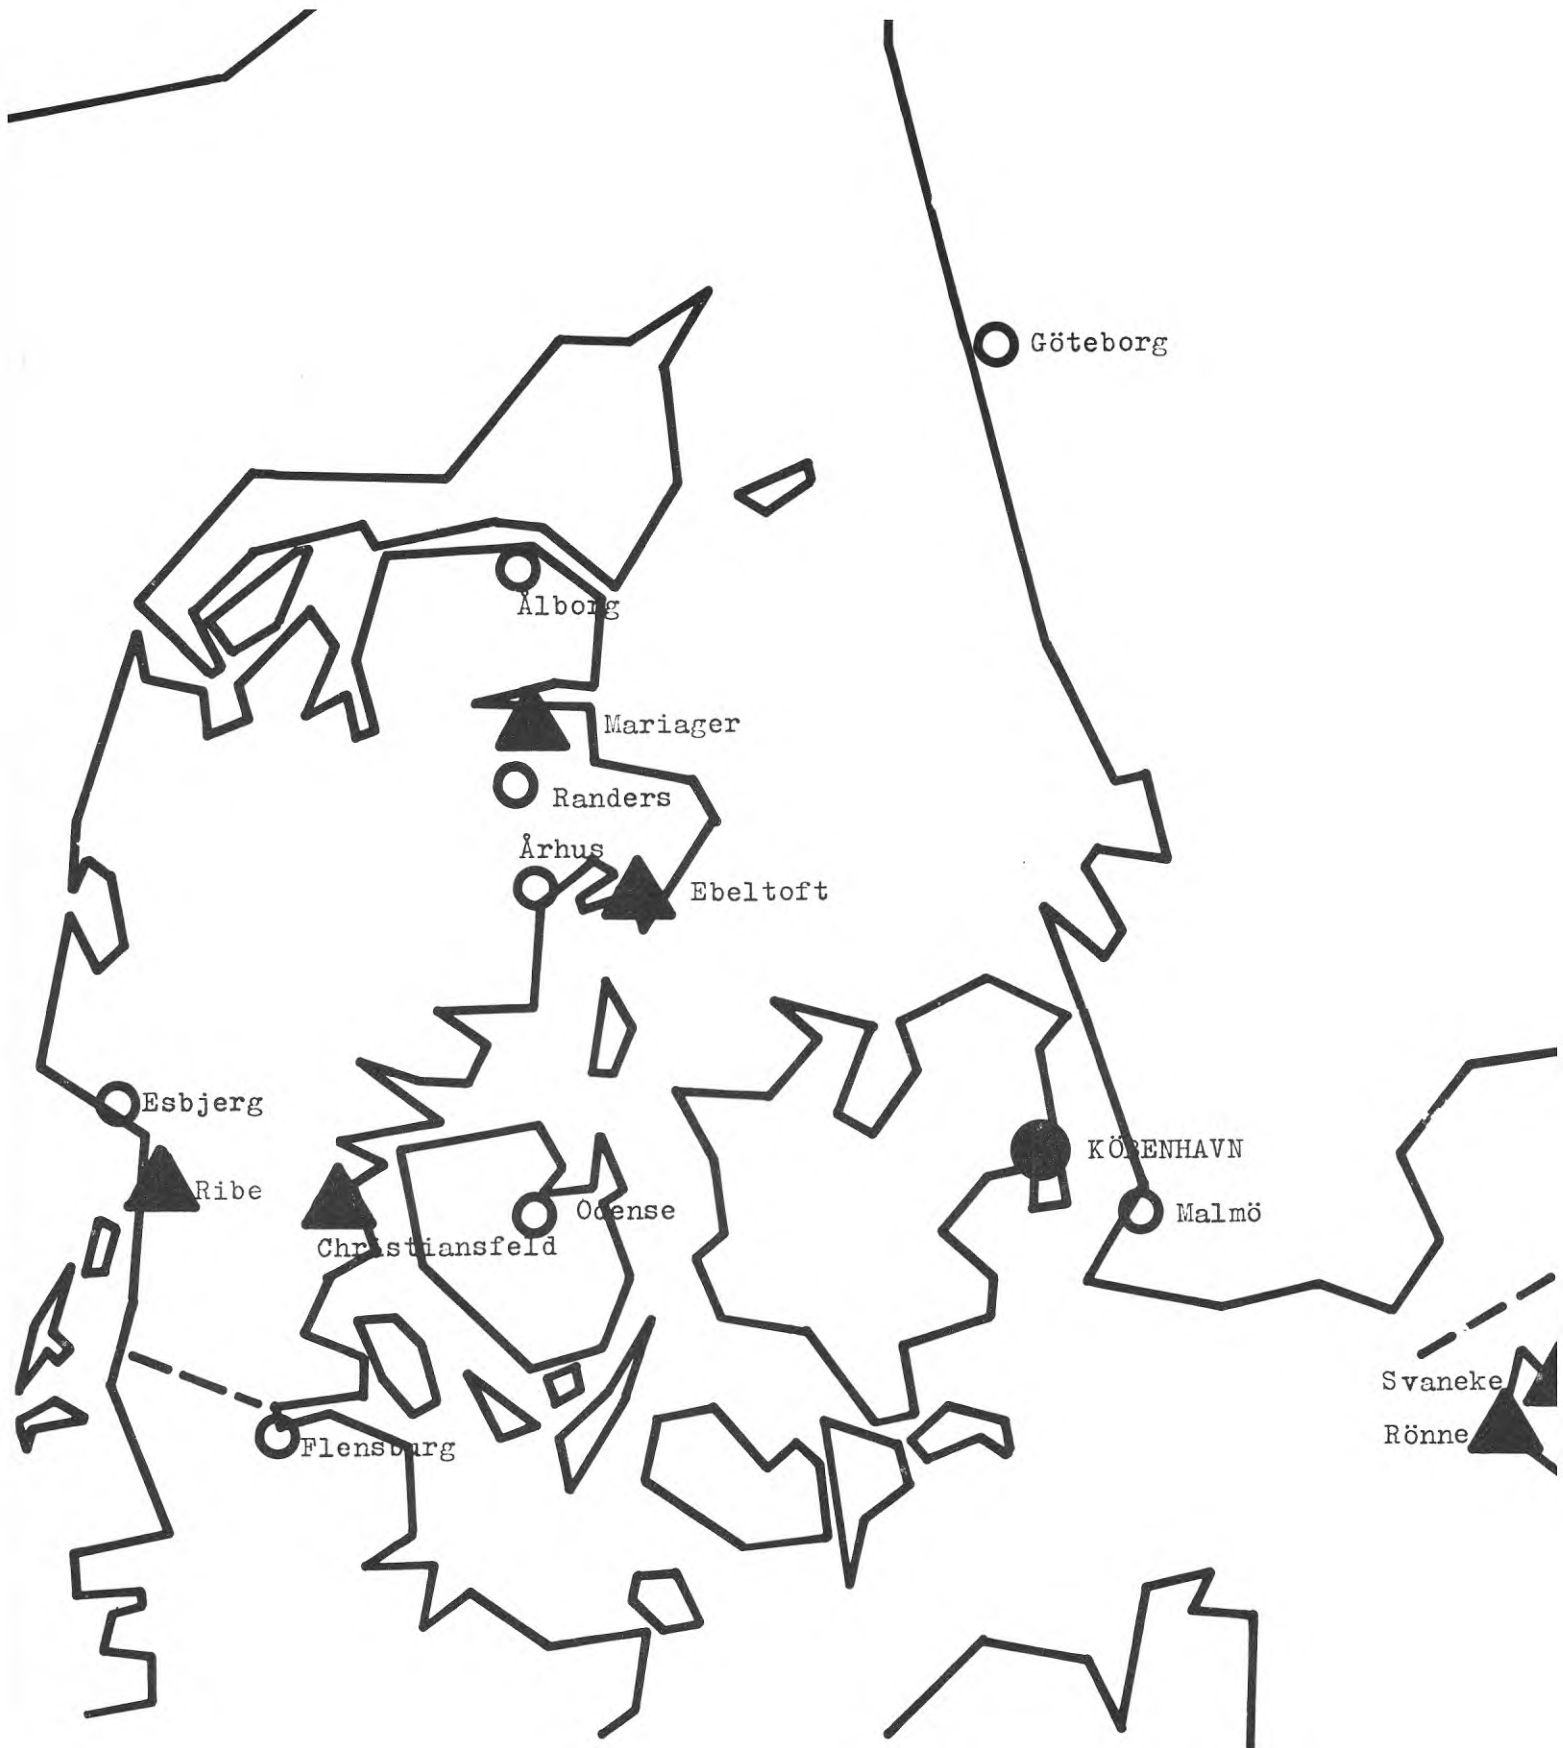 Göteborg
Ålborg
Mariager
Randers
Århus
Ebeltoft
Esbjerg
KÖBENHAVN
Ribe
Odense
Malmö
Christiansfeld
Svaneke
Rönne
Flensburg